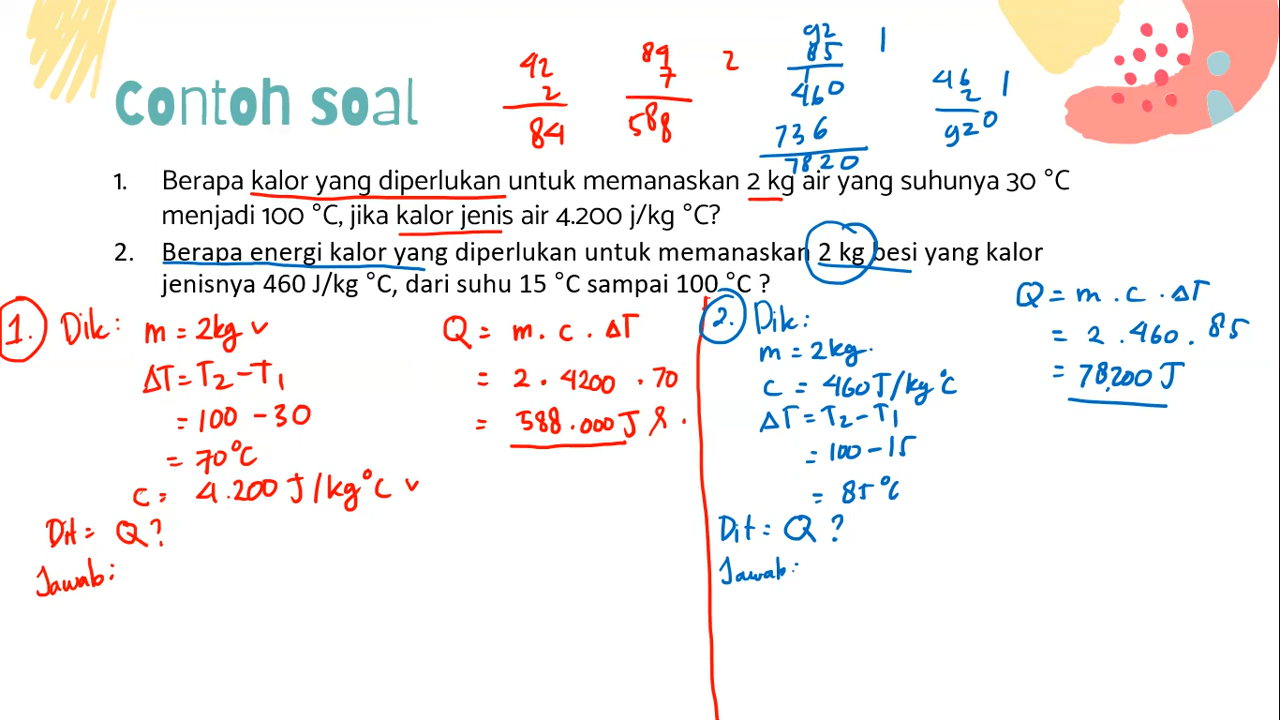 Contoh soal
42
2
84
84
7
588
2
92
85
460
736
7820
1
46
2
920
1
1. Berapa kalor yang diperlukan untuk memanaskan 2 kg air yang suhunya 30 °C
menjadi 100 °C, jika kalor jenis air 4.200 j/kg °C?
2. Berapa energi kalor yang diperlukan untuk memanaskan 2 kg besi yang kalor
jenisnya 460 J/kg °C, dari suhu 15 °C sampai 100 °C ?
1. Dik: m = 2kg v
ΔT = T2 - T1
= 100 - 30
= 70°C
c = 4.200 J/kg°C v
Dit = Q?
Jawab:
Q = m. c. ΔT
= 2. 4200 .70
= 588.000 J
2. Dik:
m = 2kg.
c = 460J/kg°C
ΔT = T2 - T1
= 100 - 15
= 85°C
Dit = Q ?
Jawab:
Q = m . c . ΔT
= 2 . 460 . 85
= 78.200 J